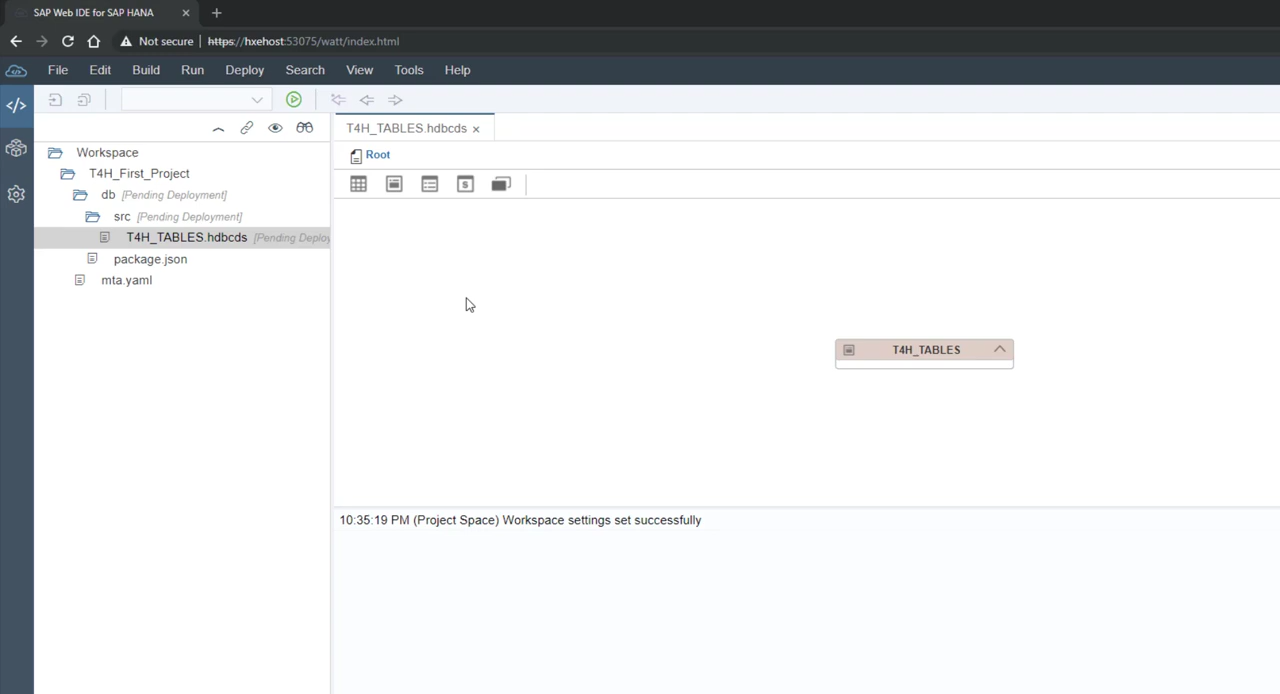 SAP Web IDE for SAP HANA
Not secure https://hxehost:53075/watt/index.html
File Edit Build Run Deploy Search View Tools Help
T4H_TABLES.hdbcds
Root
Workspace
T4H_First_Project
db [Pending Deployment]
src [Pending Deployment]
T4H_TABLES.hdbcds [Pending Deploy
package.json
mta.yaml
T4H_TABLES
10:35:19 PM (Project Space) Workspace settings set successfully